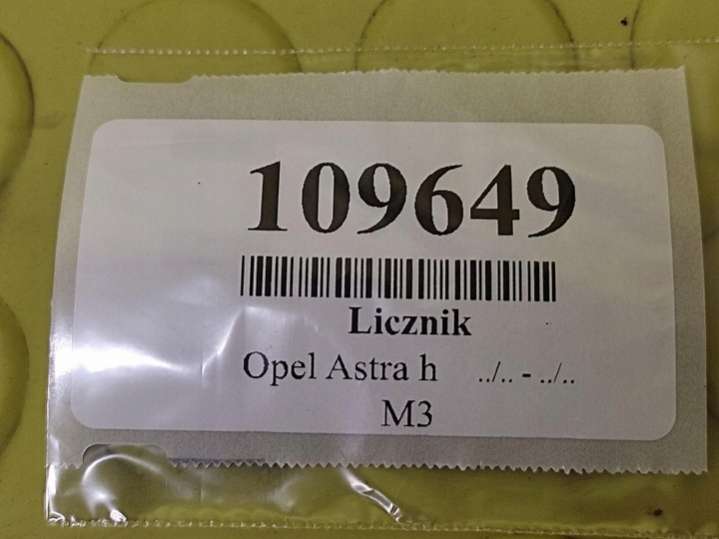 109649
Licznik
Opel Astra h ../.. - ../..
M3